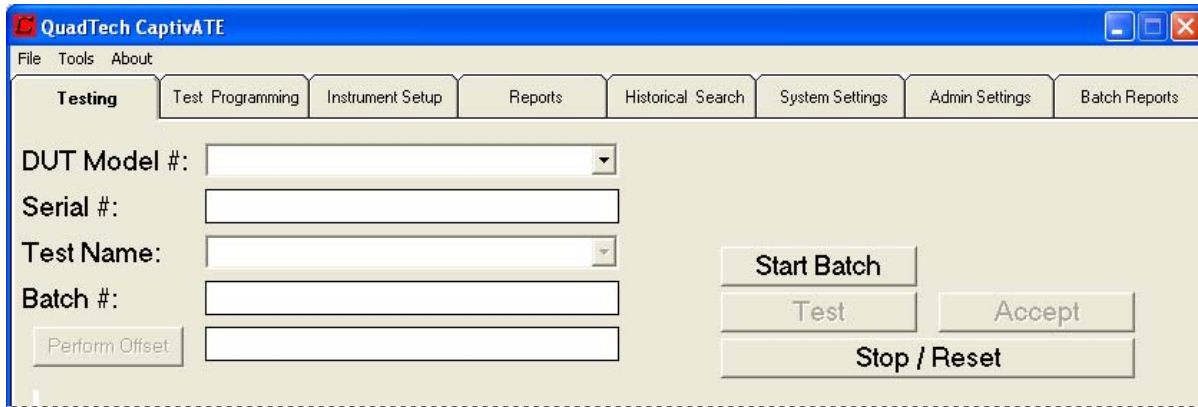 QuadTech CaptivATE
File Tools About
Testing Test Programming Instrument Setup Reports Historical Search System Settings Admin Settings Batch Reports
DUT Model #:
Serial #:
Test Name:
Start Batch
Batch #:
Test Accept
Perform Offset
Stop / Reset